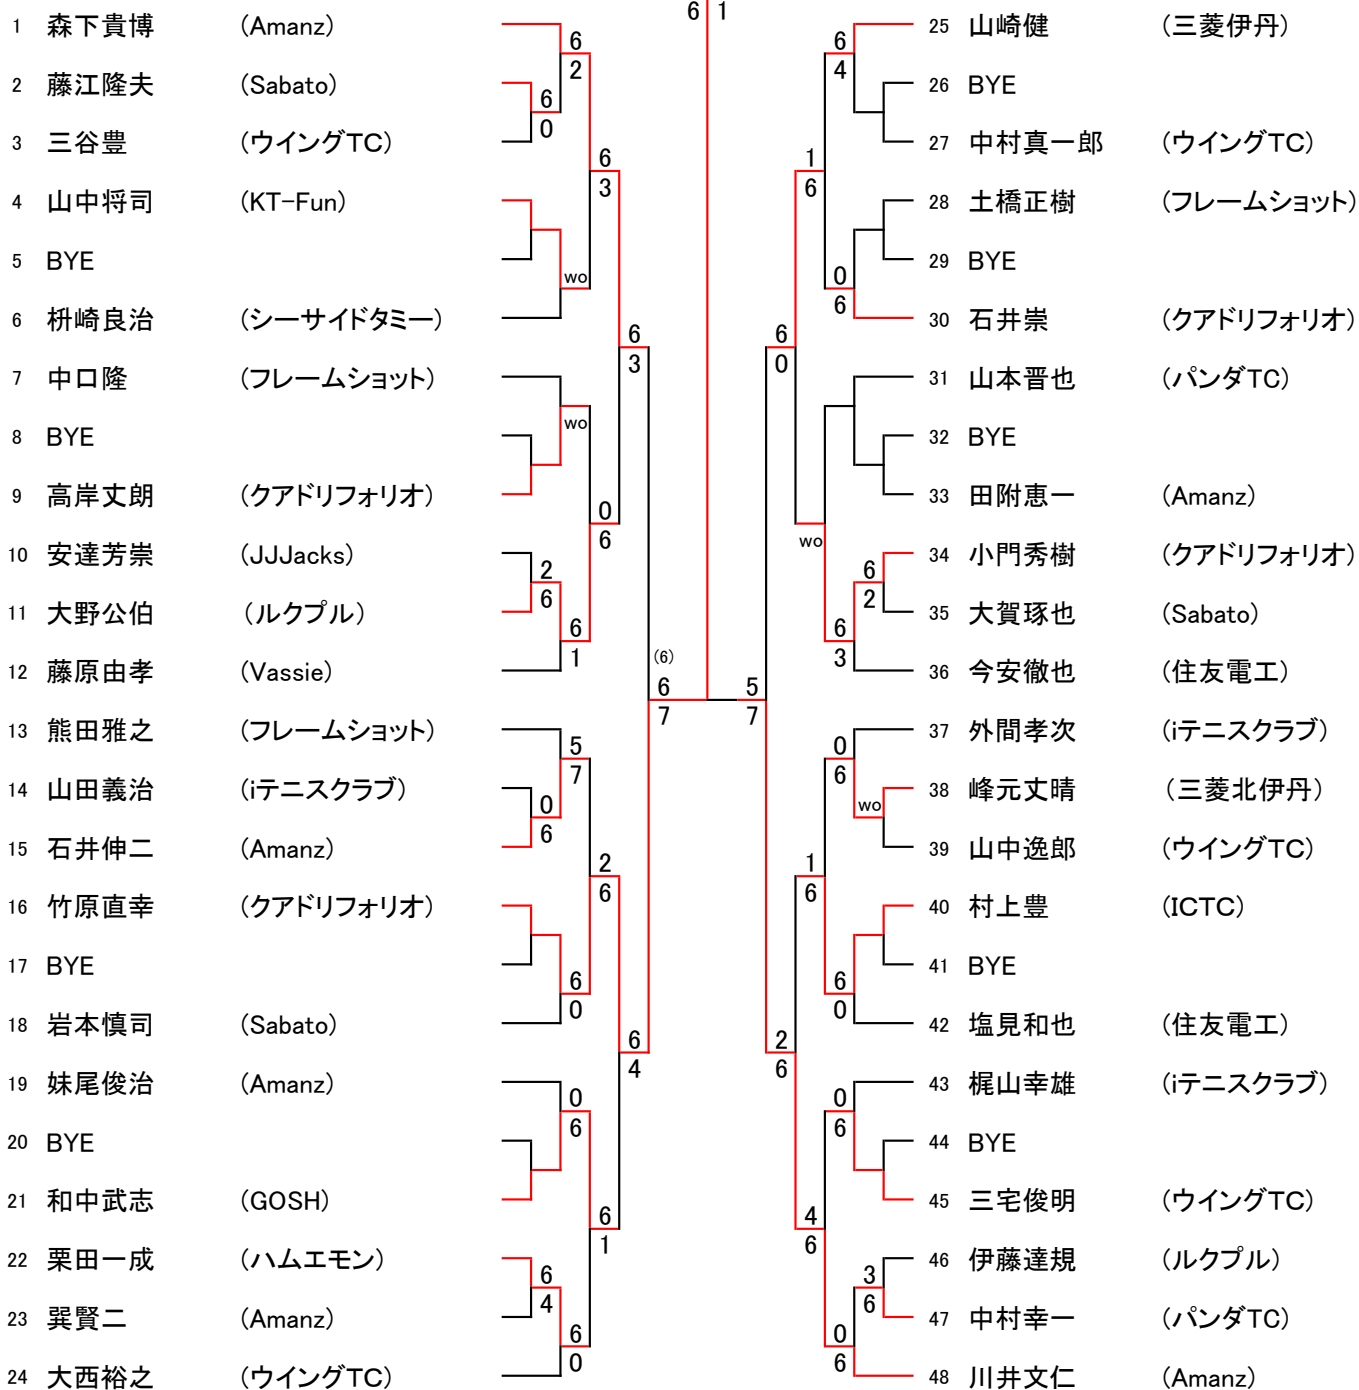 6 1
1 森下貴博 (Amanz)
6
2
2 藤江隆夫 (Sabato)
6
0
3 三谷豊 (ウイングTC)
6
3
4 山中将司 (KT-Fun)
5 BYE
wo
6 枡崎良治 (シーサイドタミー)
6
3
7 中口隆 (フレームショット)
wo
8 BYE
9 高岸丈朗 (クアドリフォリオ)
0
6
10 安達芳崇 (JJJacks)
2
6
11 大野公伯 (ルクプル)
6
1
12 藤原由孝 (Vassie)
(6)
6
7
13 熊田雅之 (フレームショット)
5
7
14 山田義治 (iテニスクラブ)
0
6
15 石井伸二 (Amanz)
2
6
16 竹原直幸 (クアドリフォリオ)
17 BYE
6
0
18 岩本慎司 (Sabato)
6
4
19 妹尾俊治 (Amanz)
0
6
20 BYE
21 和中武志 (GOSH)
6
1
22 栗田一成 (ハムエモン)
6
4
23 巽賢二 (Amanz)
6
0
24 大西裕之 (ウイングTC)
25 山崎健 (三菱伊丹)
6
4
26 BYE
27 中村真一郎 (ウイングTC)
1
6
28 土橋正樹 (フレームショット)
29 BYE
0
6
30 石井崇 (クアドリフォリオ)
6
0
31 山本晋也 (パンダTC)
32 BYE
33 田附恵一 (Amanz)
wo
34 小門秀樹 (クアドリフォリオ)
6
2
35 大賀琢也 (Sabato)
6
3
36 今安徹也 (住友電工)
5
7
37 外間孝次 (iテニスクラブ)
0
6
38 峰元丈晴 (三菱北伊丹)
wo
39 山中逸郎 (ウイングTC)
1
6
40 村上豊 (ICTC)
41 BYE
6
0
42 塩見和也 (住友電工)
2
6
43 梶山幸雄 (iテニスクラブ)
0
6
44 BYE
45 三宅俊明 (ウイングTC)
4
6
46 伊藤達規 (ルクプル)
3
6
47 中村幸一 (パンダTC)
0
6
48 川井文仁 (Amanz)